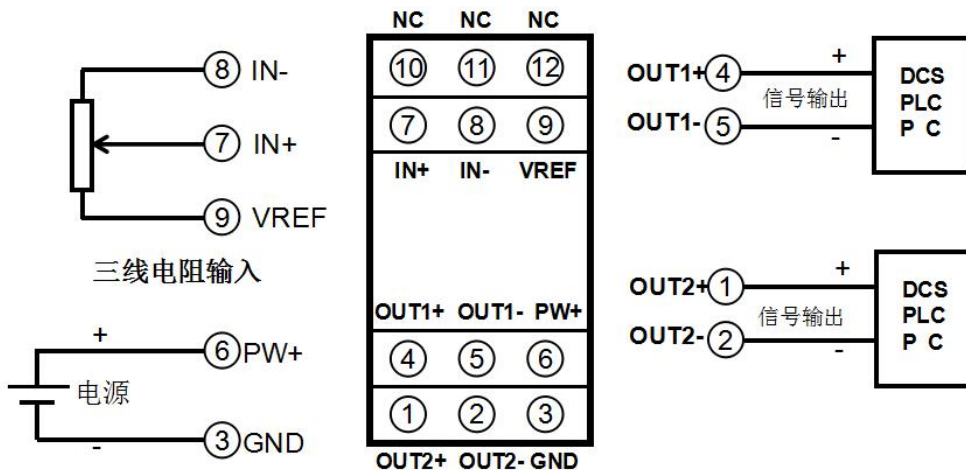 ⑧ IN-
⑦ IN+
⑨ VREF
三线电阻输入
+
⑥ PW+
电源
-
③ GND
NC NC NC
⑩ ⑪ ⑫
⑦ ⑧ ⑨
IN+ IN- VREF
OUT1+ OUT1- PW+
④ ⑤ ⑥
① ② ③
OUT2+ OUT2- GND
OUT1+ ④ +
信号输出
OUT1- ⑤ -
DCS
PLC
P C
OUT2+ ① +
信号输出
OUT2- ② -
DCS
PLC
P C